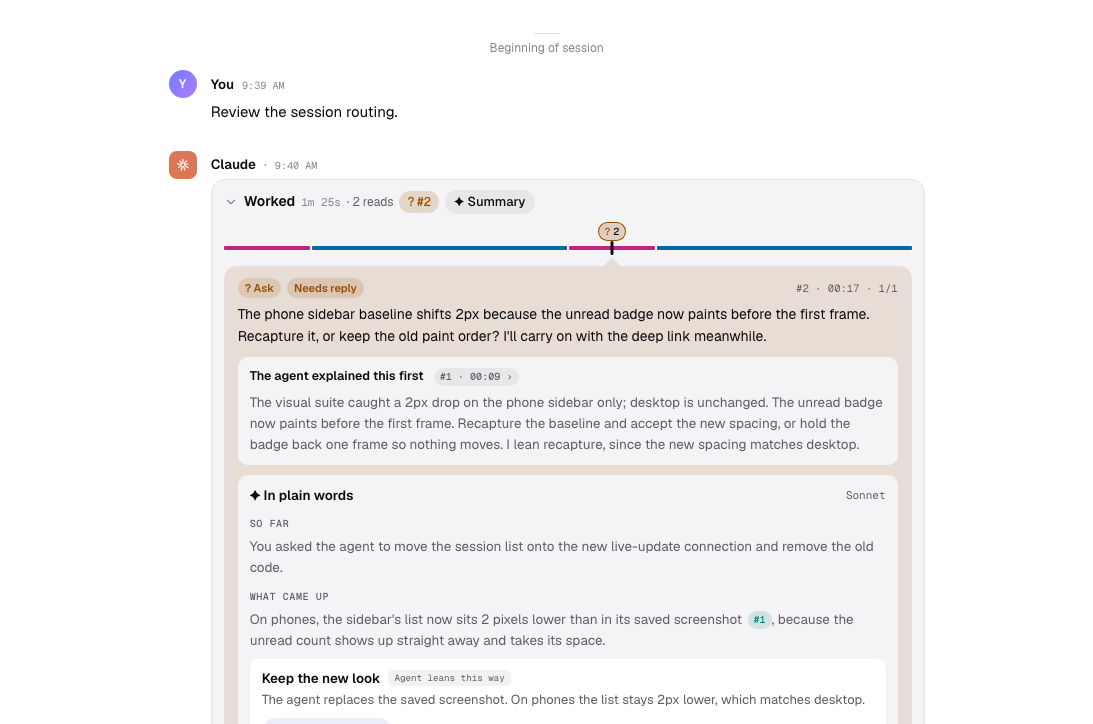 Beginning of session
Y
You 9:39 AM
Review the session routing.
Claude · 9:40 AM
Worked 1m 25s · 2 reads ? #2 ✦ Summary
? 2
? Ask Needs reply #2 · 00:17 · 1/1
The phone sidebar baseline shifts 2px because the unread badge now paints before the first frame.
Recapture it, or keep the old paint order? I'll carry on with the deep link meanwhile.
The agent explained this first #1 · 00:09 ›
The visual suite caught a 2px drop on the phone sidebar only; desktop is unchanged. The unread badge
now paints before the first frame. Recapture the baseline and accept the new spacing, or hold the
badge back one frame so nothing moves. I lean recapture, since the new spacing matches desktop.
✦ In plain words Sonnet
SO FAR
You asked the agent to move the session list onto the new live-update connection and remove the old
code.
WHAT CAME UP
On phones, the sidebar's list now sits 2 pixels lower than in its saved screenshot #1, because the
unread count shows up straight away and takes its space.
Keep the new look Agent leans this way
The agent replaces the saved screenshot. On phones the list stays 2px lower, which matches desktop.